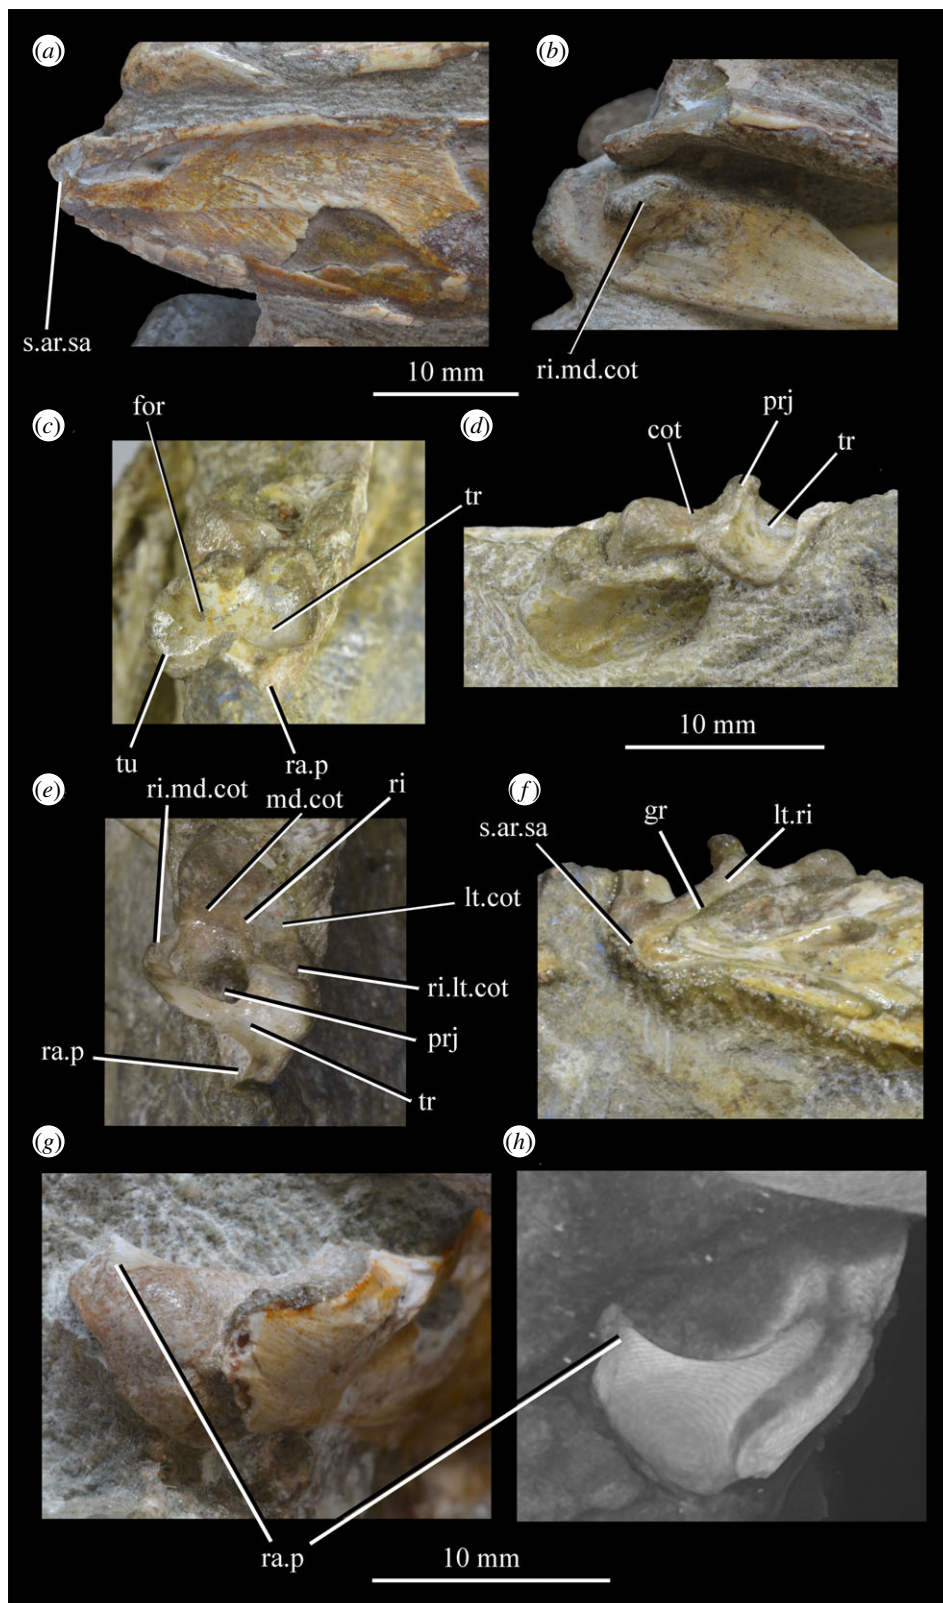 (a)
(b)
s.ar.sa
ri.md.cot
10 mm
(c)
for
tr
(d)
cot
prj
tr
10 mm
tu
ra.p
(e)
ri.md.cot
md.cot
ri
lt.cot
ri.lt.cot
prj
ra.p
tr
(f)
s.ar.sa
gr
lt.ri
(g)
(h)
ra.p
10 mm